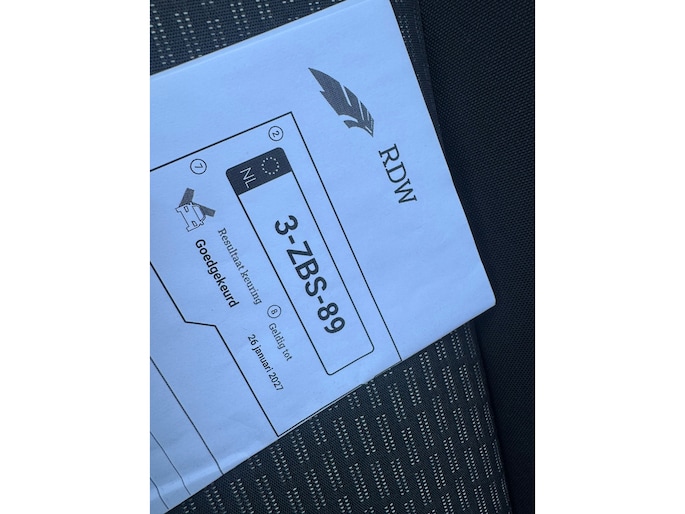 RDW
2
NL
3-ZBS-89
7
Resultaat keuring
Goedgekeurd
8
Geldig tot
26 januari 2027